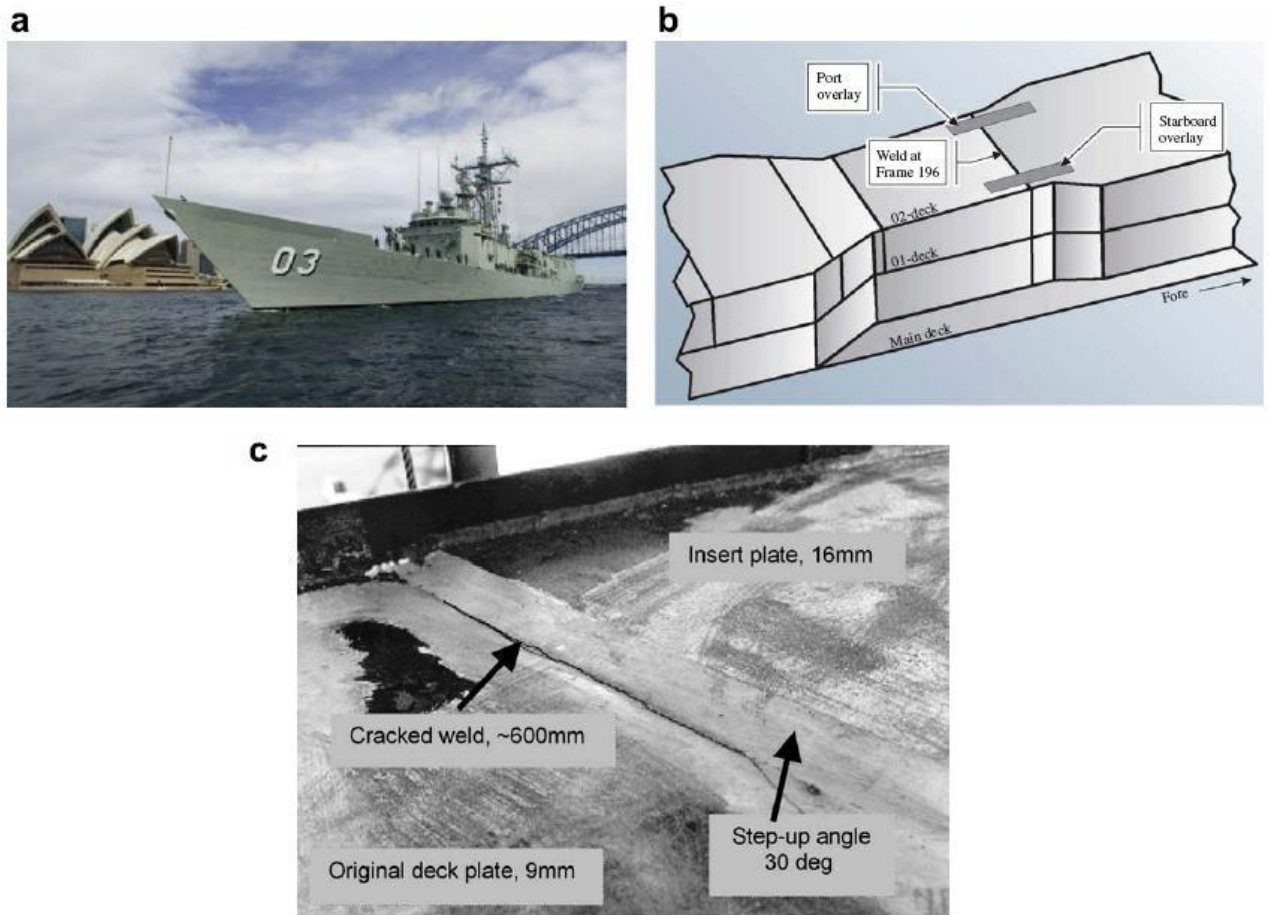 a
03
b
Port
overlay
Starboard
overlay
Weld at
Frame 196
02-deck
01-deck
Main deck
Fore
c
Insert plate, 16mm
Cracked weld, ~600mm
Step-up angle
30 deg
Original deck plate, 9mm